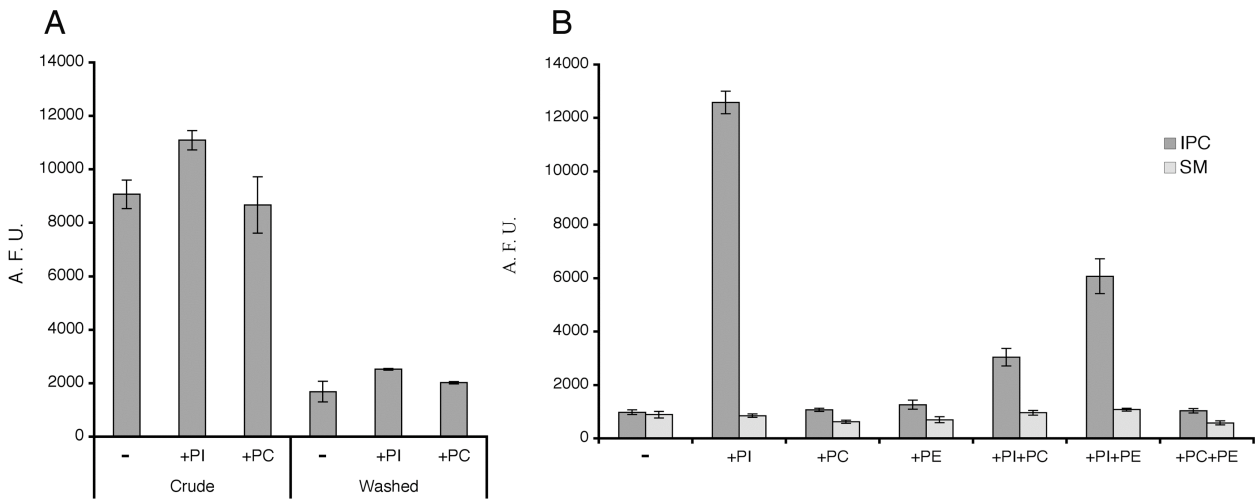 A
14000
12000
10000
8000
6000
4000
2000
0
A. F. U.
- +PI +PC - +PI +PC
Crude Washed
B
14000
12000
10000
8000
6000
4000
2000
0
A. F. U.
IPC
SM
- +PI +PC +PE +PI+PC +PI+PE +PC+PE